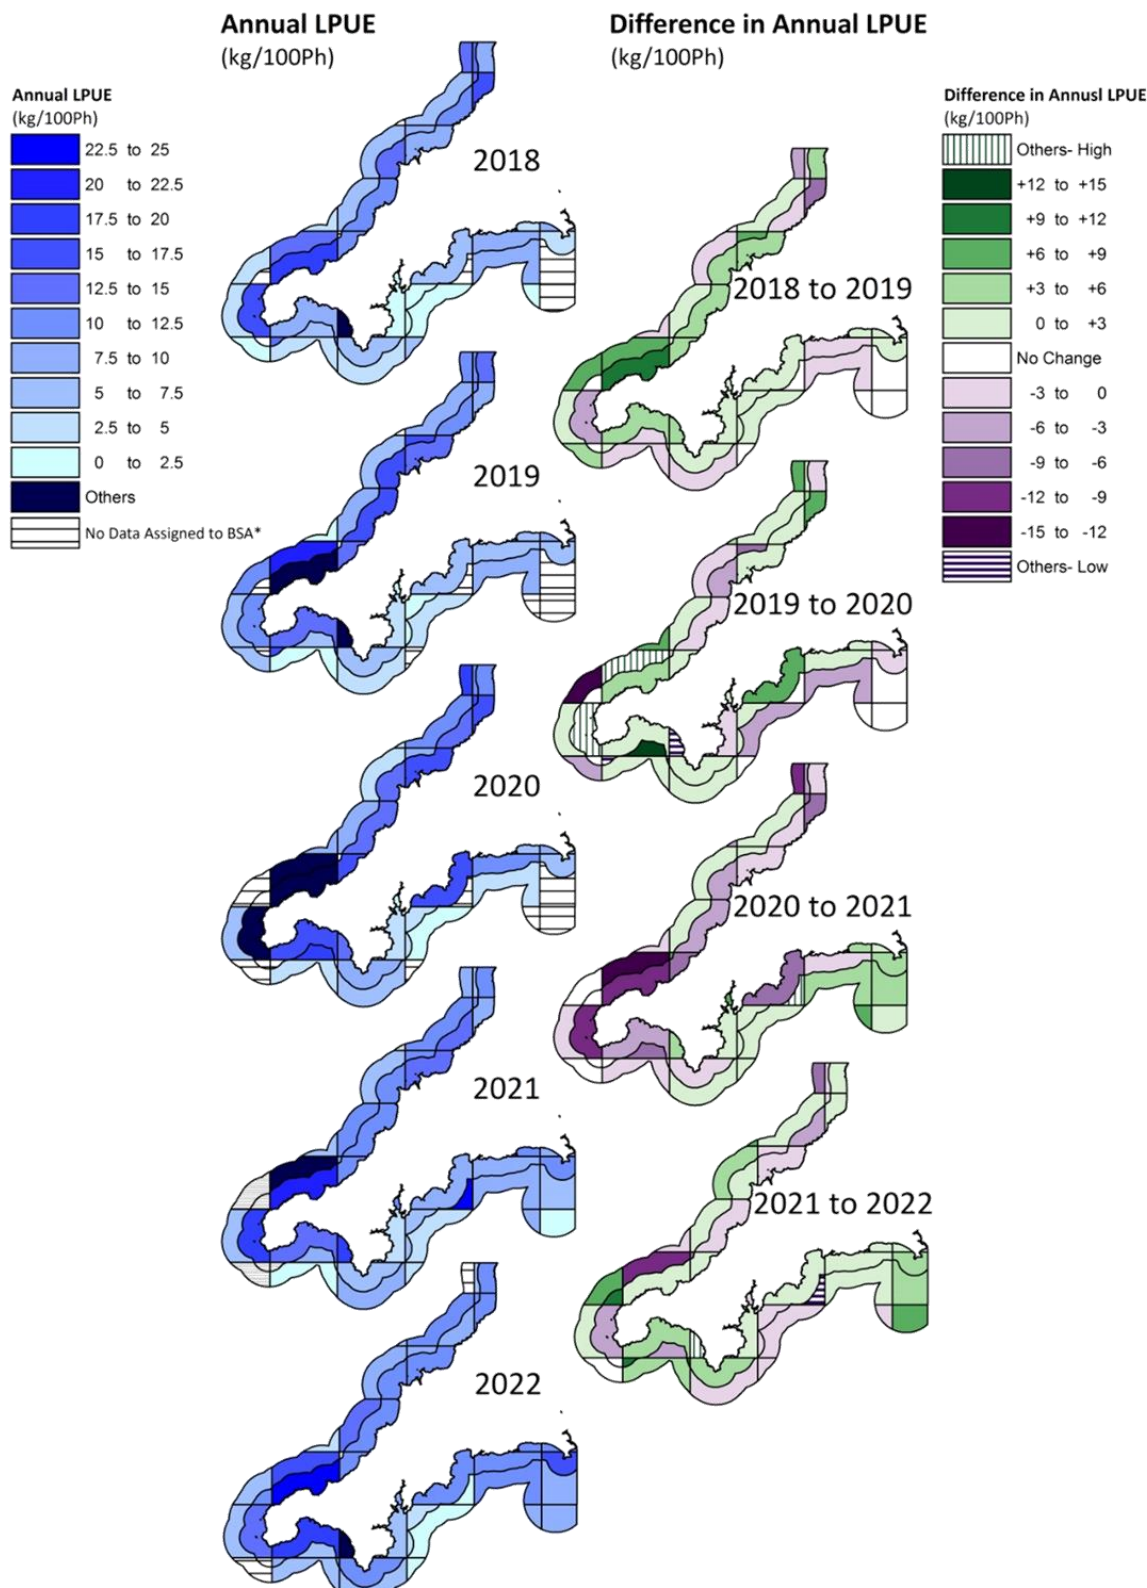 Annual LPUE
(kg/100Ph)
Difference in Annual LPUE
(kg/100Ph)
Annual LPUE
(kg/100Ph)
22.5 to 25
20 to 22.5
17.5 to 20
15 to 17.5
12.5 to 15
10 to 12.5
7.5 to 10
5 to 7.5
2.5 to 5
0 to 2.5
Others
No Data Assigned to BSA*
2018
2019
2020
2021
2022
2018 to 2019
2019 to 2020
2020 to 2021
2021 to 2022
Difference in Annusl LPUE
(kg/100Ph)
Others- High
+12 to +15
+9 to +12
+6 to +9
+3 to +6
0 to +3
No Change
-3 to 0
-6 to -3
-9 to -6
-12 to -9
-15 to -12
Others- Low